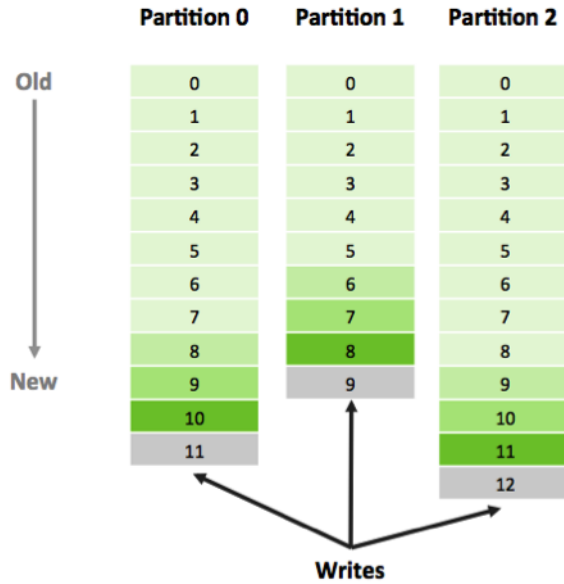 Partition 0 Partition 1 Partition 2
Old 0 0 0
1 1 1
2 2 2
3 3 3
4 4 4
5 5 5
6 6 6
7 7 7
8 8 8
New 9 9 9
10 10
11 11
12
Writes